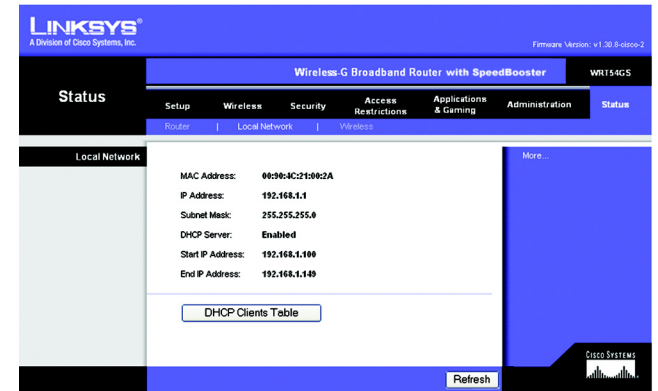 LINKSYS®
A Division of Cisco Systems, Inc.
Firmware Version: v1.30.8-cisco-2
Wireless-G Broadband Router with SpeedBooster WRT54GS
Status
Setup Wireless Security Access Restrictions Applications & Gaming Administration Status
Router | Local Network | Wireless
Local Network
More...
MAC Address: 00:90:4C:21:00:2A
IP Address: 192.168.1.1
Subnet Mask: 255.255.255.0
DHCP Server: Enabled
Start IP Address: 192.168.1.100
End IP Address: 192.168.1.149
DHCP Clients Table
CISCO SYSTEMS
Refresh